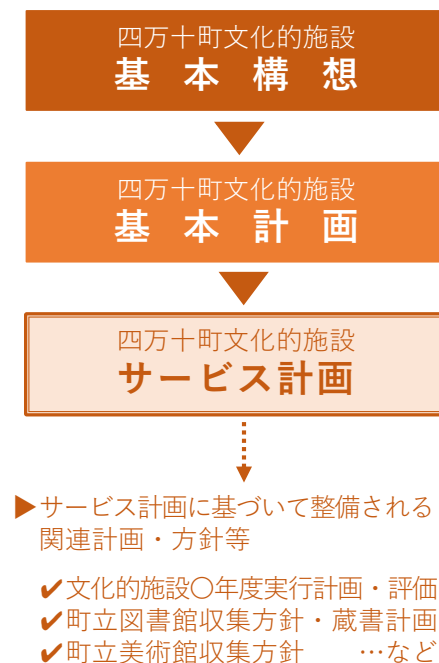 四万十町文化的施設
基本構想
四万十町文化的施設
基本計画
四万十町文化的施設
サービス計画
▶サービス計画に基づいて整備される
関連計画・方針等
✔文化的施設〇年度実行計画・評価
✔町立図書館収集方針・蔵書計画
✔町立美術館収集方針 …など